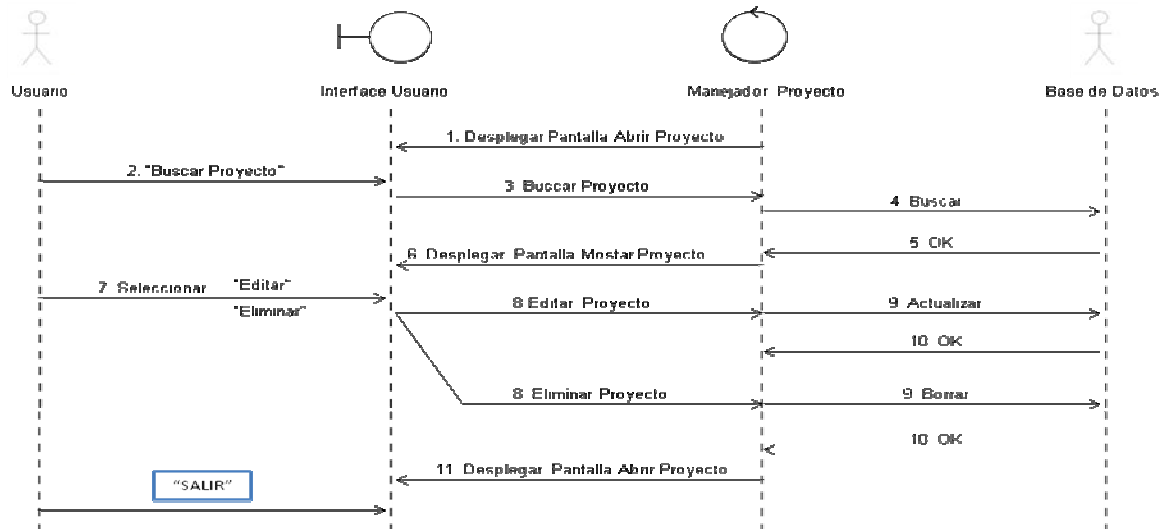 Usuario
Interface Usuario
Manejador Proyecto
Base de Datos
1. Desplegar Pantalla Abrir Proyecto
2. "Buscar Proyecto"
3 Buccar Proyecto
4 Buscar
5 OK
6 Desplegar Pantalla Mostar Proyecto
7 Seleccionar "Editar"
"Eliminar"
8 Editar Proyecto
9 Actualizar
10 OK
8 Eliminar Proyecto
9 Borrar
10 OK
11 Desplegar Pantalla Abrir Proyecto
"SALIR"